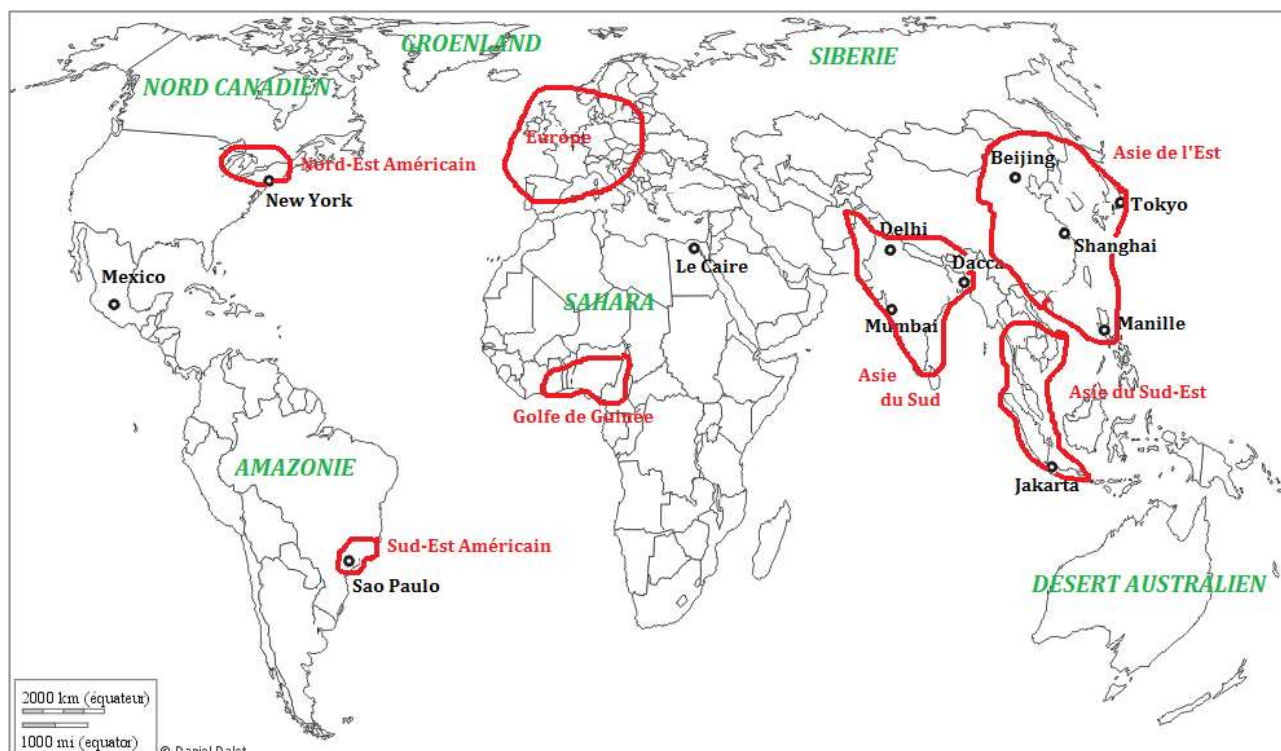 GROENLAND
SIBERIE
NORD CANADIEN
Europe
Nord-Est Américain
New York
Beijing
Asie de l'Est
Tokyo
Shanghai
Delhi
Dacca
Le Caire
Mexico
SAHARA
Mumbai
Manille
Asie
du Sud
Asie du Sud-Est
Golfe de Guinée
AMAZONIE
Jakarta
Sud-Est Américain
Sao Paulo
DESERT AUSTRALIEN
2000 km (équateur)
1000 mi (equator)
© Daniel Dalet